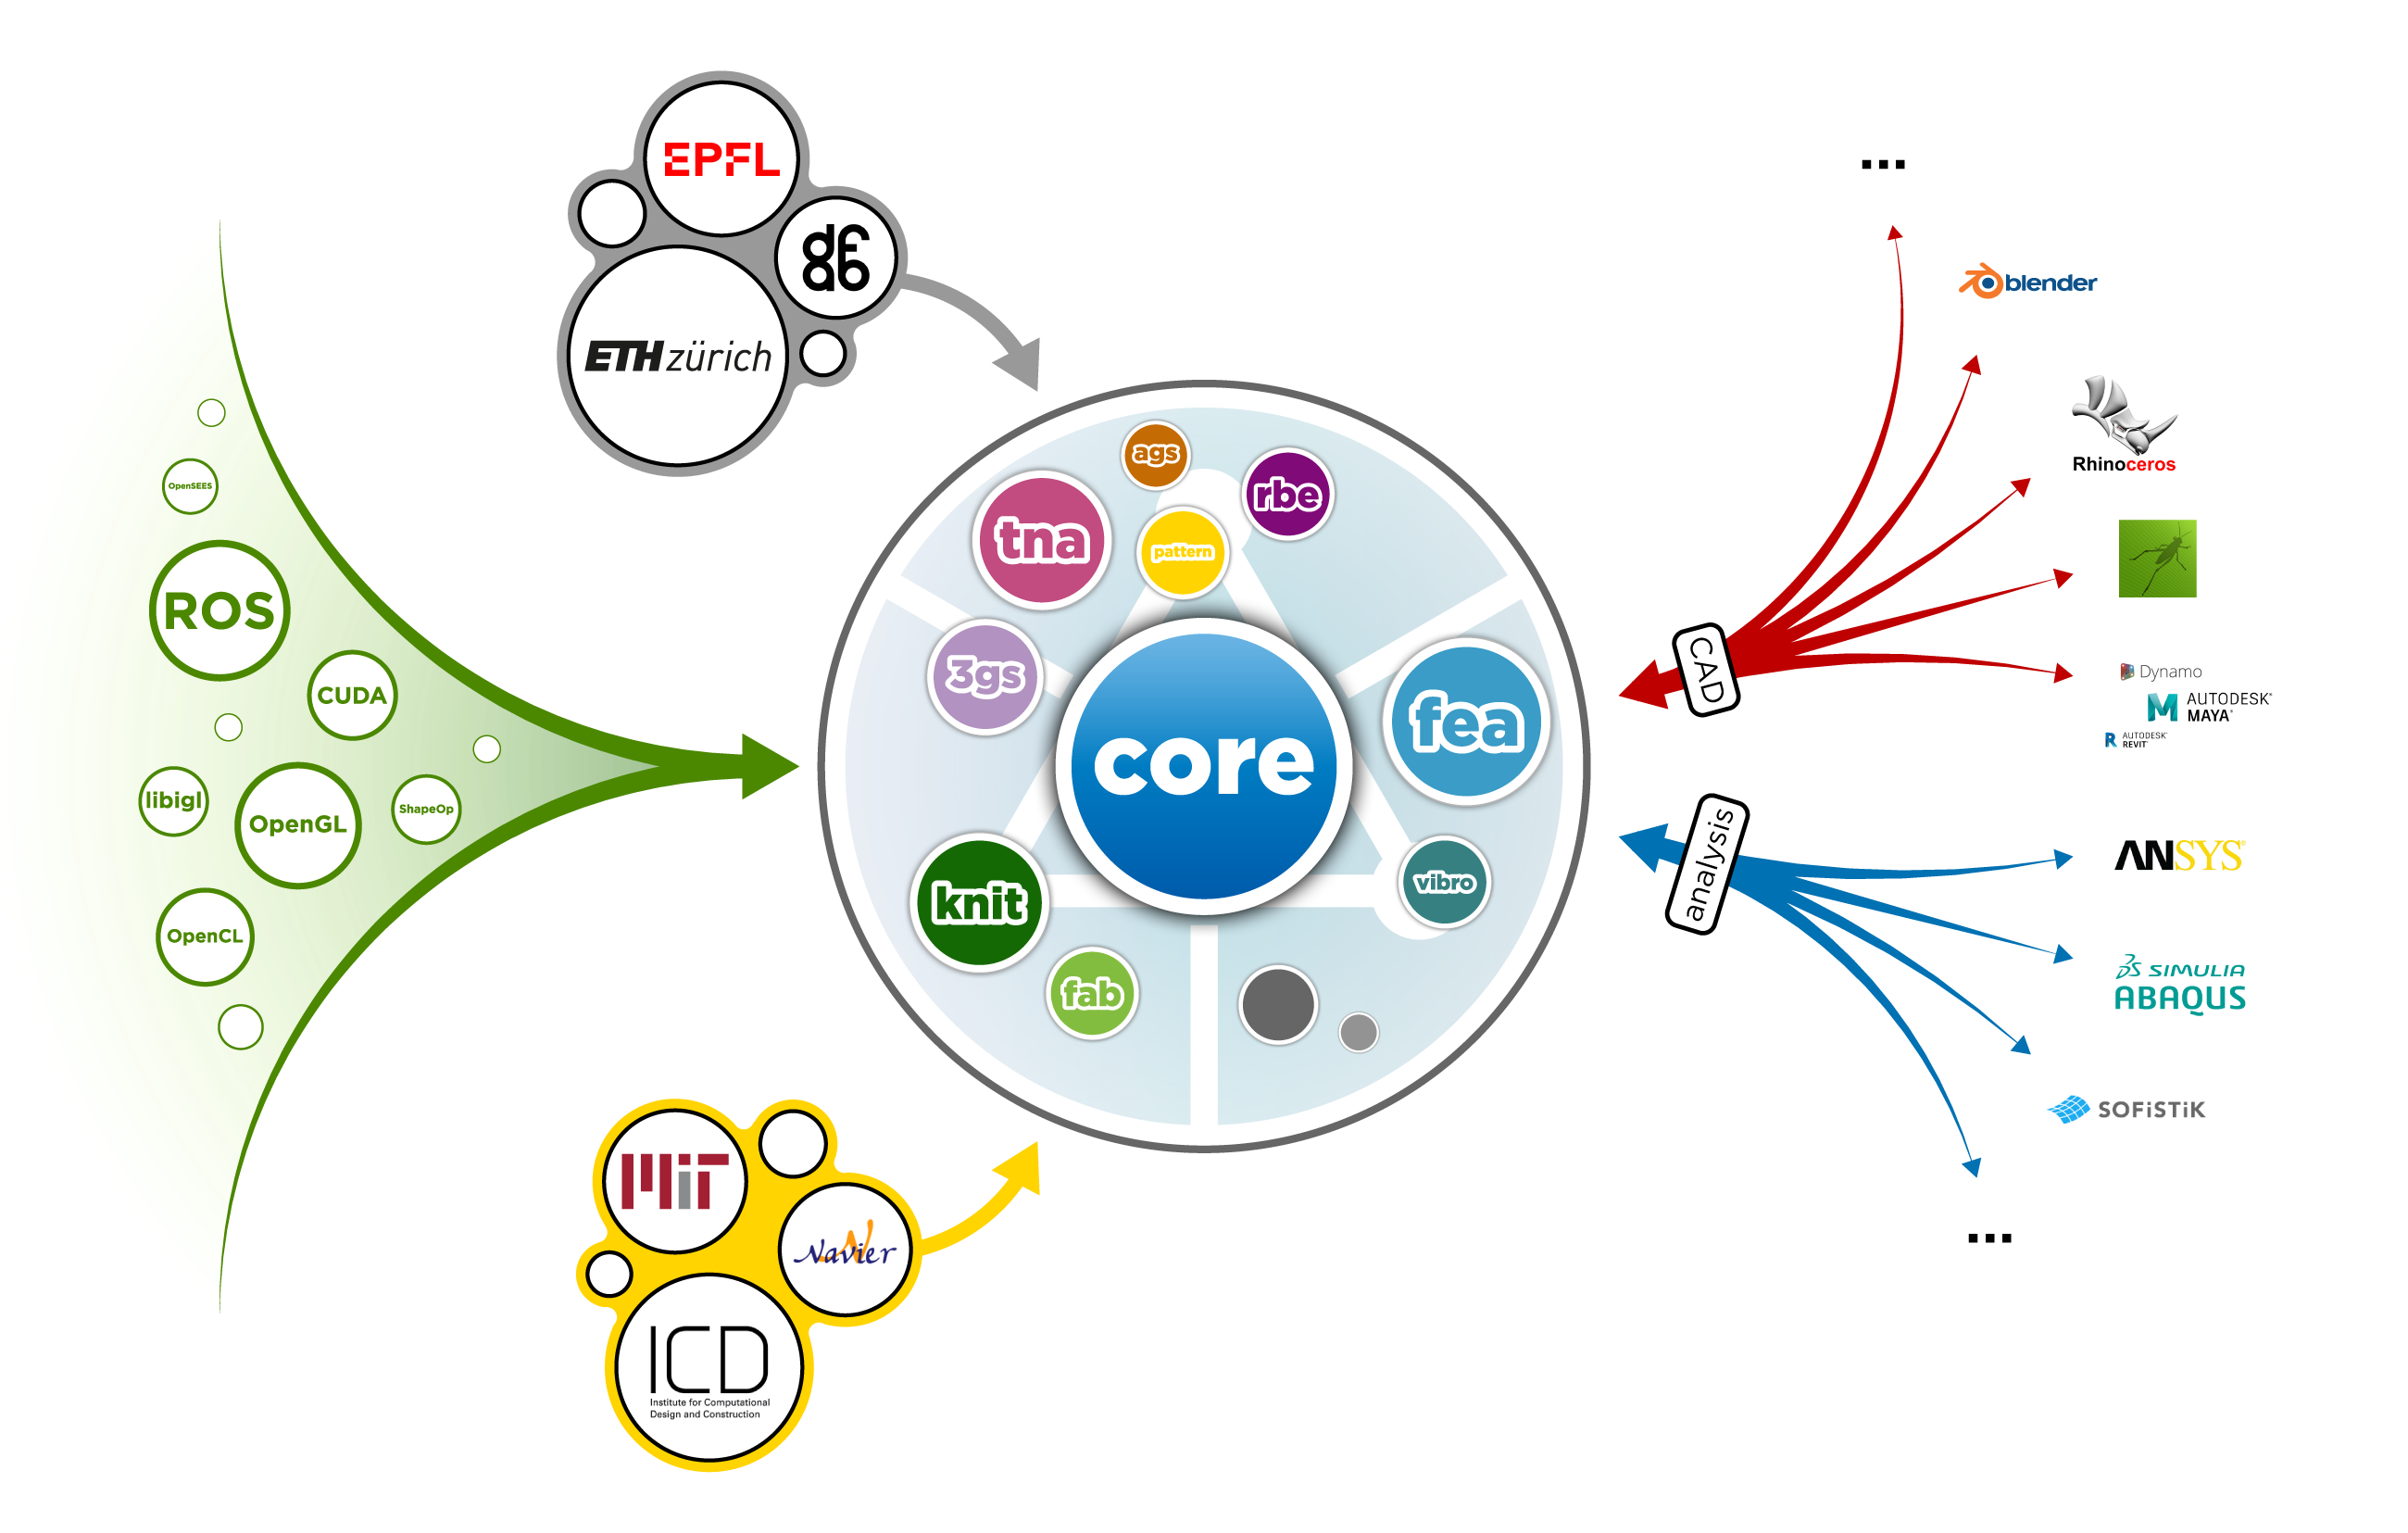 EPFL
dfab
ETH zürich
OpenSEES
ROS
CUDA
libigl
OpenGL
ShapeOp
OpenCL
ags
rbe
tna
pattern
3gs
core
fea
knit
vibro
fab
MIT
Navier
ICD
Institute for Computational
Design and Construction
...
blender
Rhinoceros
CAD
Dynamo
AUTODESK®
MAYA®
R AUTODESK®
REVIT®
analysis
ANSYS®
3DS SIMULIA
ABAQUS
SOFiSTiK
...